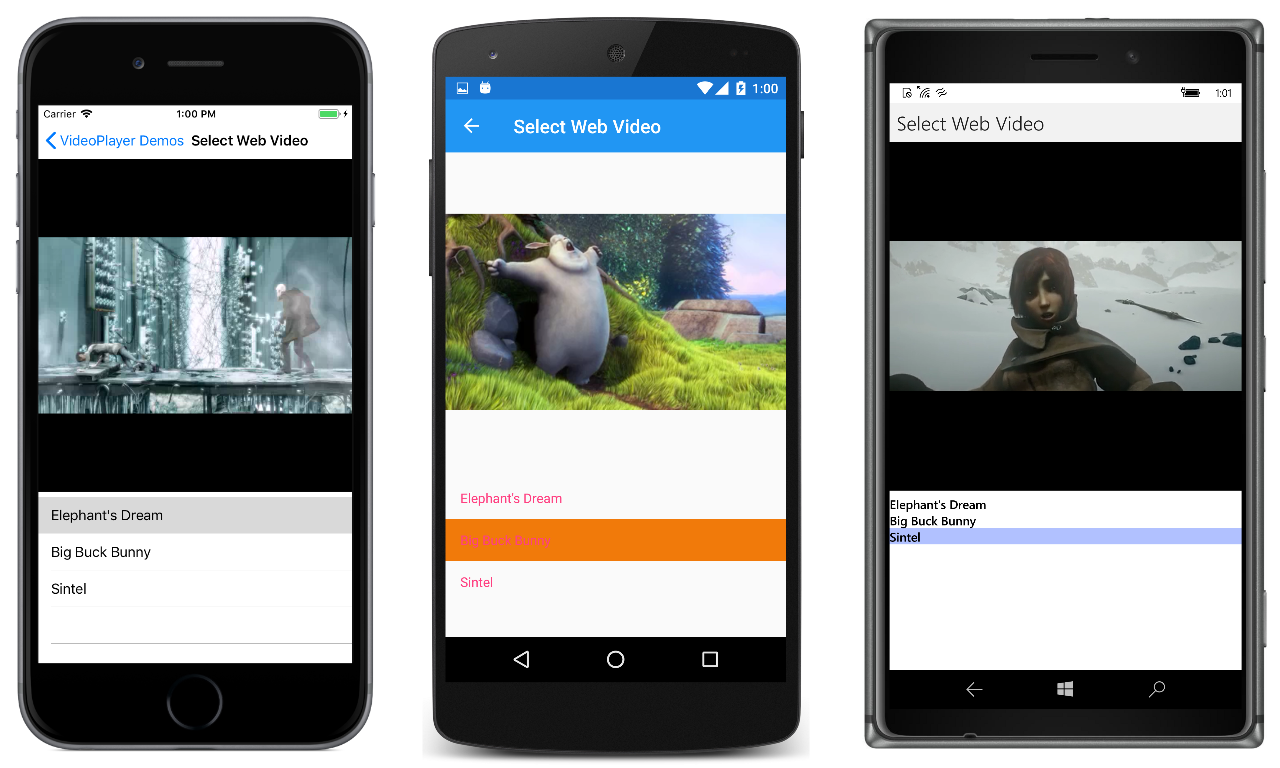 Carrier 1:00 PM
VideoPlayer Demos Select Web Video
Elephant's Dream
Big Buck Bunny
Sintel
1:00
Select Web Video
Elephant's Dream
Big Buck Bunny
Sintel
1:01
Select Web Video
Elephant's Dream
Big Buck Bunny
Sintel